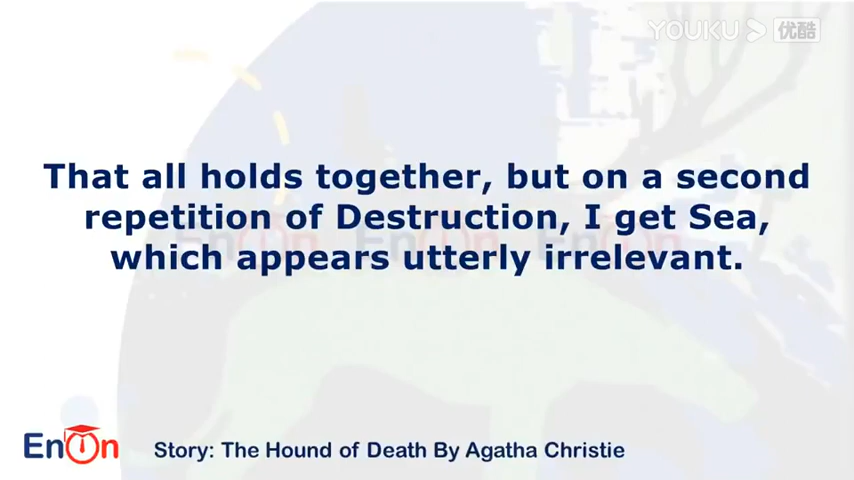 YOUKU 优酷
That all holds together, but on a second
repetition of Destruction, I get Sea,
which appears utterly irrelevant.
EnOn
Story: The Hound of Death By Agatha Christie